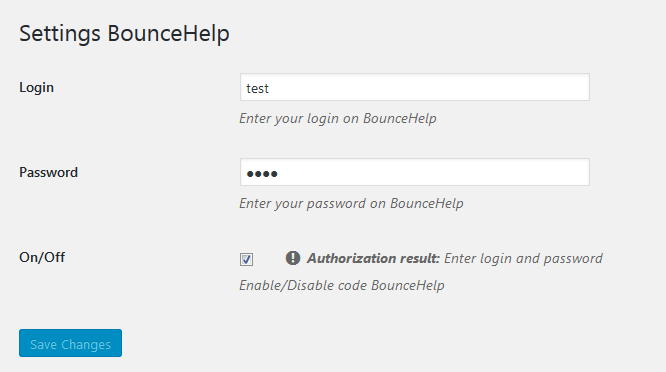 Settings BounceHelp
Login
test
Enter your login on BounceHelp
Password
••••
Enter your password on BounceHelp
On/Off
Authorization result: Enter login and password
Enable/Disable code BounceHelp
Save Changes